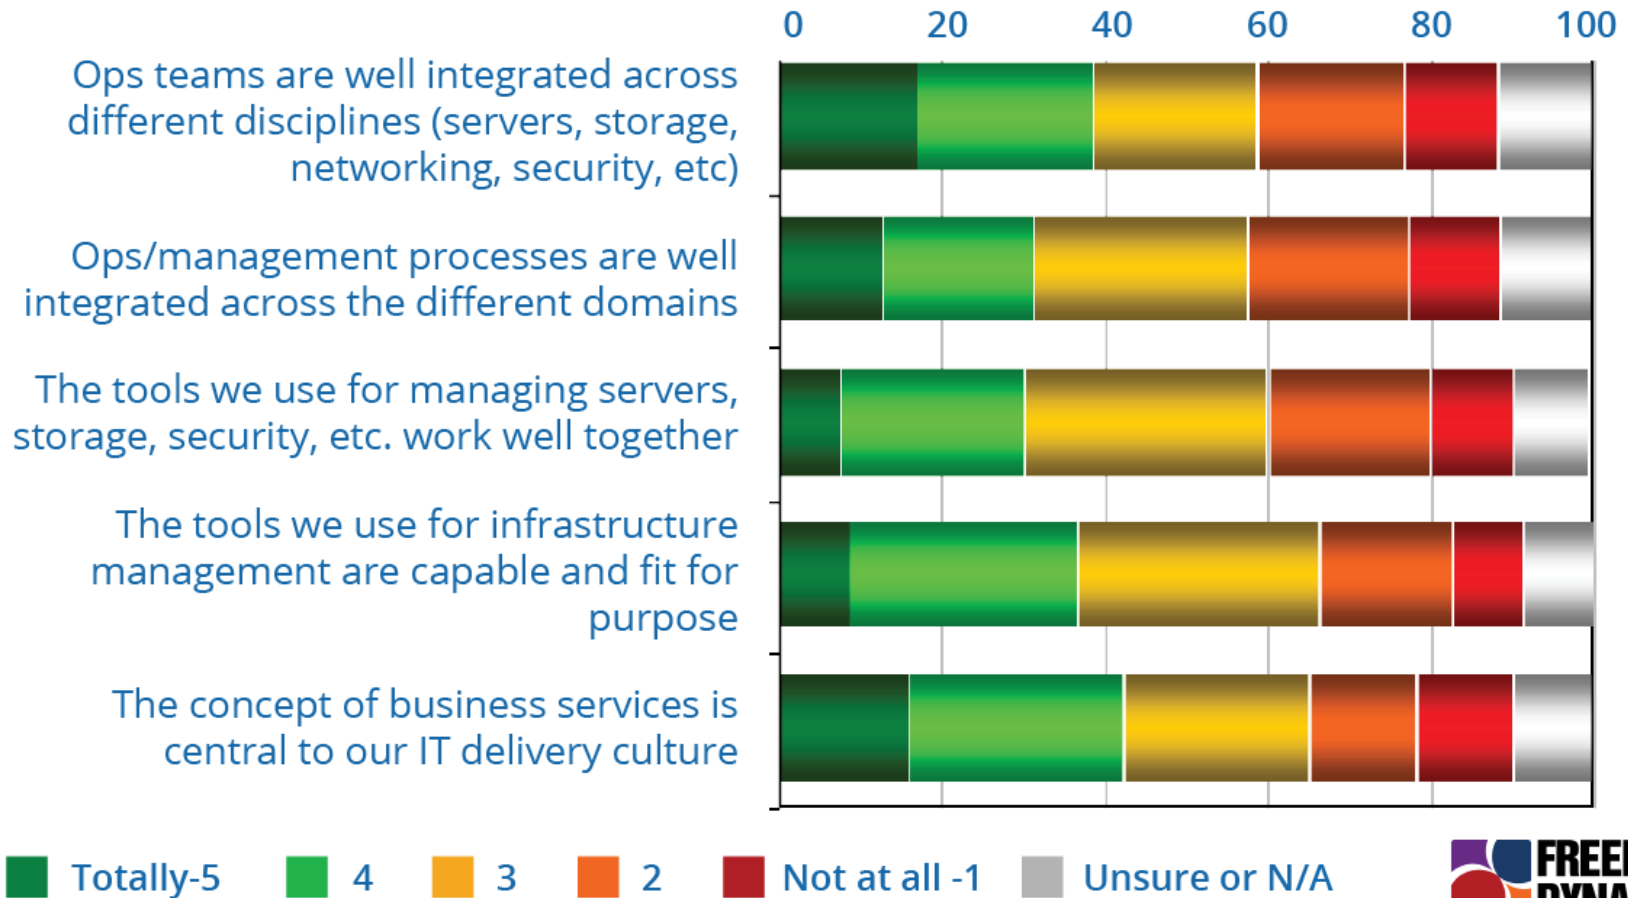 0 20 40 60 80 100
Ops teams are well integrated across
different disciplines (servers, storage,
networking, security, etc)
Ops/management processes are well
integrated across the different domains
The tools we use for managing servers,
storage, security, etc. work well together
The tools we use for infrastructure
management are capable and fit for
purpose
The concept of business services is
central to our IT delivery culture
Totally-5 4 3 2 Not at all -1 Unsure or N/A